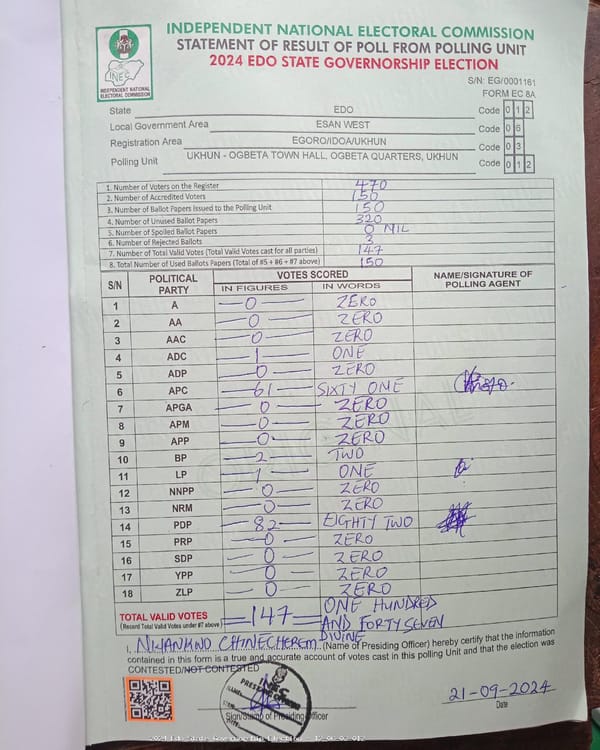 INDEPENDENT NATIONAL ELECTORAL COMMISSION
STATEMENT OF RESULT OF POLL FROM POLLING UNIT
2024 EDO STATE GOVERNORSHIP ELECTION
INEC
INDEPENDENT NATIONAL
ELECTORAL COMMISSION
S/N: EG/0001161
FORM EC 8A
State EDO Code 0 1 2
Local Government Area ESAN WEST Code 0 6
Registration Area EGORO/IDOA/UKHUN Code 0 3
Polling Unit UKHUN - OGBETA TOWN HALL, OGBETA QUARTERS, UKHUN Code 0 1 2
1. Number of Voters on the Register 470
2. Number of Accredited Voters 150
3. Number of Ballot Papers Issued to the Polling Unit 150
4. Number of Unused Ballot Papers 320
5. Number of Spoiled Ballot Papers 0 NIL
6. Number of Rejected Ballots 3
7. Number of Total Valid Votes (Total Valid Votes cast for all parties) 147
8. Total Number of Used Ballots Papers (Total of #5 + #6 + #7 above) 150
S/N POLITICAL PARTY VOTES SCORED NAME/SIGNATURE OF POLLING AGENT
IN FIGURES IN WORDS
1 A 0 ZERO
2 AA 0 ZERO
3 AAC 0 ZERO
4 ADC 1 ONE
5 ADP 0 ZERO
6 APC 61 SIXTY ONE
7 APGA 0 ZERO
8 APM 0 ZERO
9 APP 0 ZERO
10 BP 2 TWO
11 LP 1 ONE
12 NNPP 0 ZERO
13 NRM 0 ZERO
14 PDP 82 EIGHTY TWO
15 PRP 0 ZERO
16 SDP 0 ZERO
17 YPP 0 ZERO
18 ZLP 0 ZERO
TOTAL VALID VOTES =147= ONE HUNDRED
(Record Total Valid Votes under #7 above) AND FORTY SEVEN
I, CHINECHEREM DIVINE (Name of Presiding Officer) hereby certify that the information
contained in this form is a true and accurate account of votes cast in this polling Unit and that the election was
CONTESTED/NOT CONTESTED
INEC
Sign/Stamp of Presiding Officer
21-09-2024
Date